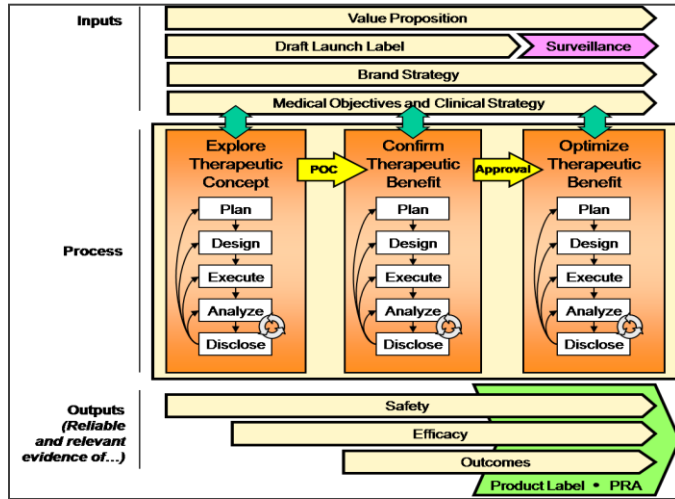 Inputs
Value Proposition
Draft Launch Label
Surveillance
Brand Strategy
Medical Objectives and Clinical Strategy
Process
Explore
Therapeutic
Concept
Plan
Design
Execute
Analyze
Disclose
POC
Confirm
Therapeutic
Benefit
Plan
Design
Execute
Analyze
Disclose
Approval
Optimize
Therapeutic
Benefit
Plan
Design
Execute
Analyze
Disclose
Outputs
(Reliable
and relevant
evidence of…)
Safety
Efficacy
Outcomes
Product Label • PRA